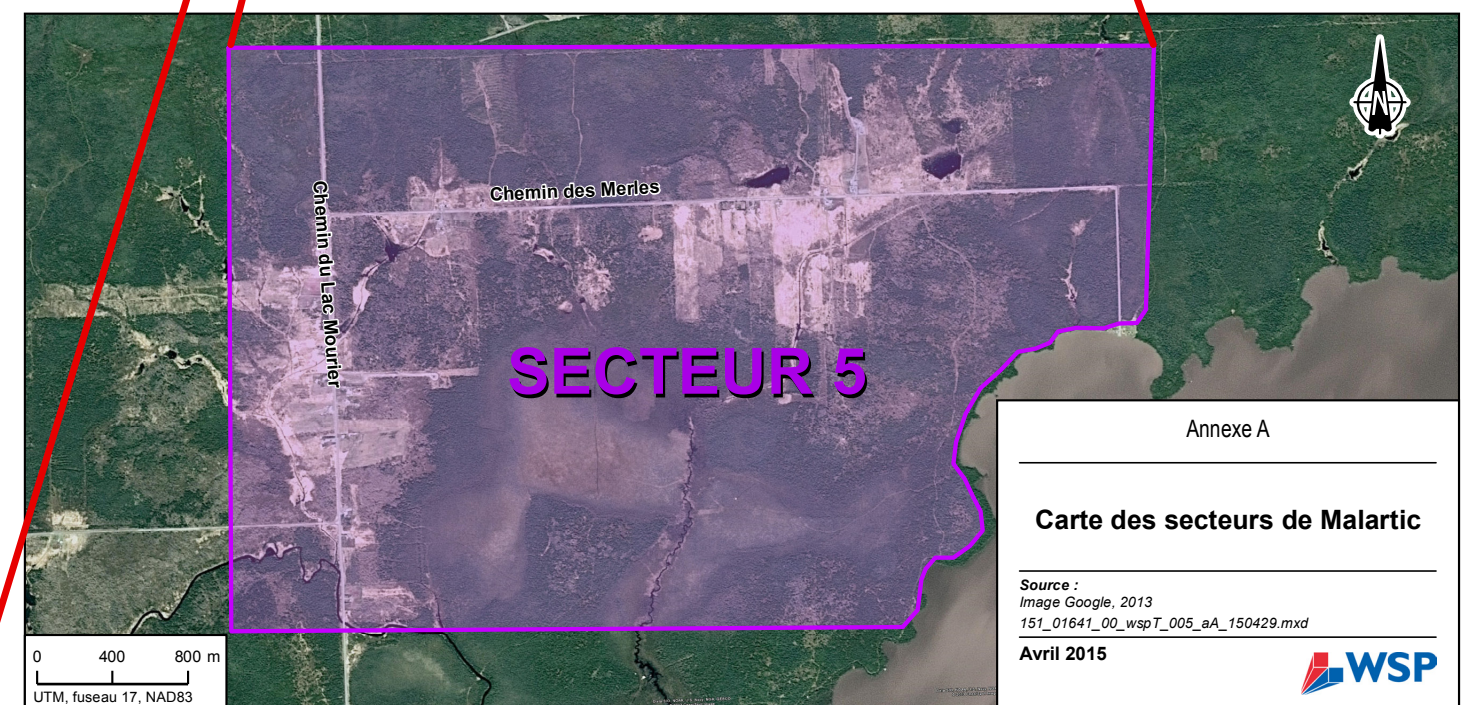 N
Chemin des Merles
Chemin du Lac Mourier
SECTEUR 5
Annexe A
Carte des secteurs de Malartic
Source :
Image Google, 2013
151_01641_00_wspT_005_aA_150429.mxd
Avril 2015
WSP
0 400 800 m
UTM, fuseau 17, NAD83